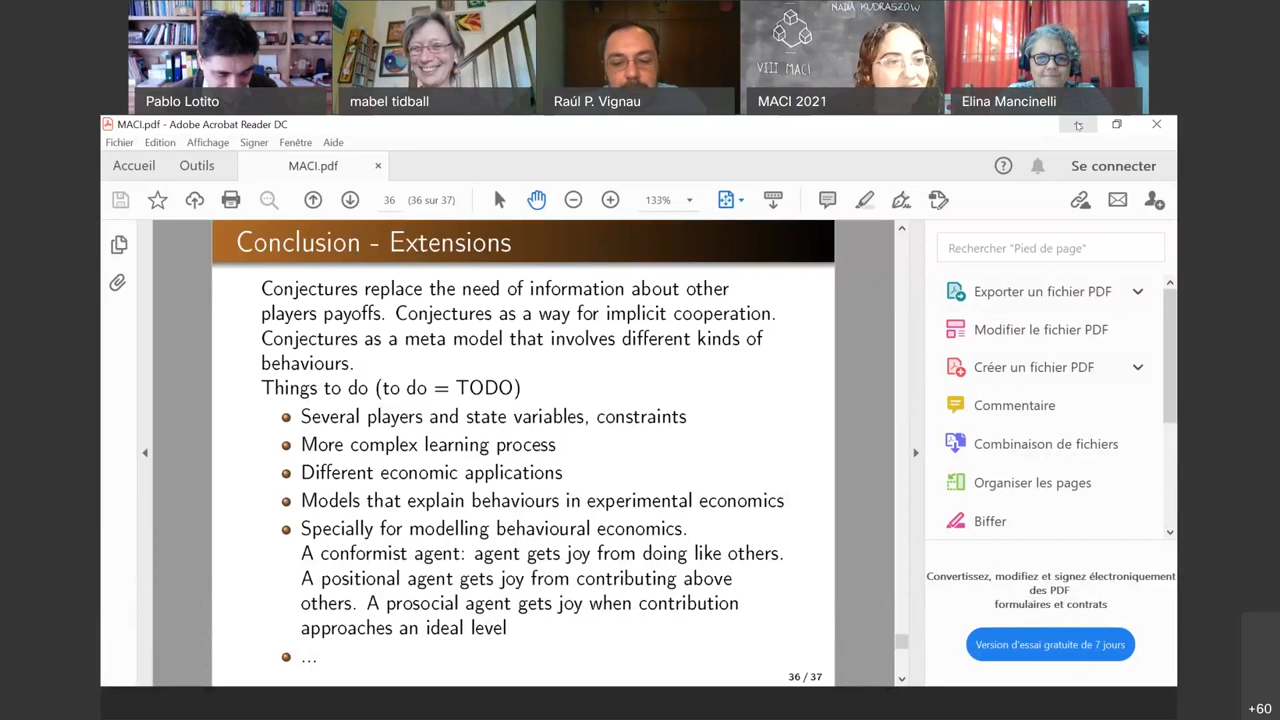 NADIA KUDRASZOW
VIII MACI
Pablo Lotito
mabel tidball
Raúl P. Vignau
MACI 2021
Elina Mancinelli
MACI.pdf - Adobe Acrobat Reader DC
Fichier Edition Affichage Signer Fenêtre Aide
Accueil Outils MACI.pdf × Se connecter
36 (36 sur 37) 133%
Conclusion - Extensions
Conjectures replace the need of information about other
players payoffs. Conjectures as a way for implicit cooperation.
Conjectures as a meta model that involves different kinds of
behaviours.
Things to do (to do = TODO)
Several players and state variables, constraints
More complex learning process
Different economic applications
Models that explain behaviours in experimental economics
Specially for modelling behavioural economics.
A conformist agent: agent gets joy from doing like others.
A positional agent gets joy from contributing above
others. A prosocial agent gets joy when contribution
approaches an ideal level
...
36 / 37
Rechercher "Pied de page"
Exporter un fichier PDF
Modifier le fichier PDF
Créer un fichier PDF
Commentaire
Combinaison de fichiers
Organiser les pages
Biffer
Convertissez, modifiez et signez électroniquement
des PDF
formulaires et contrats
Version d'essai gratuite de 7 jours
+60